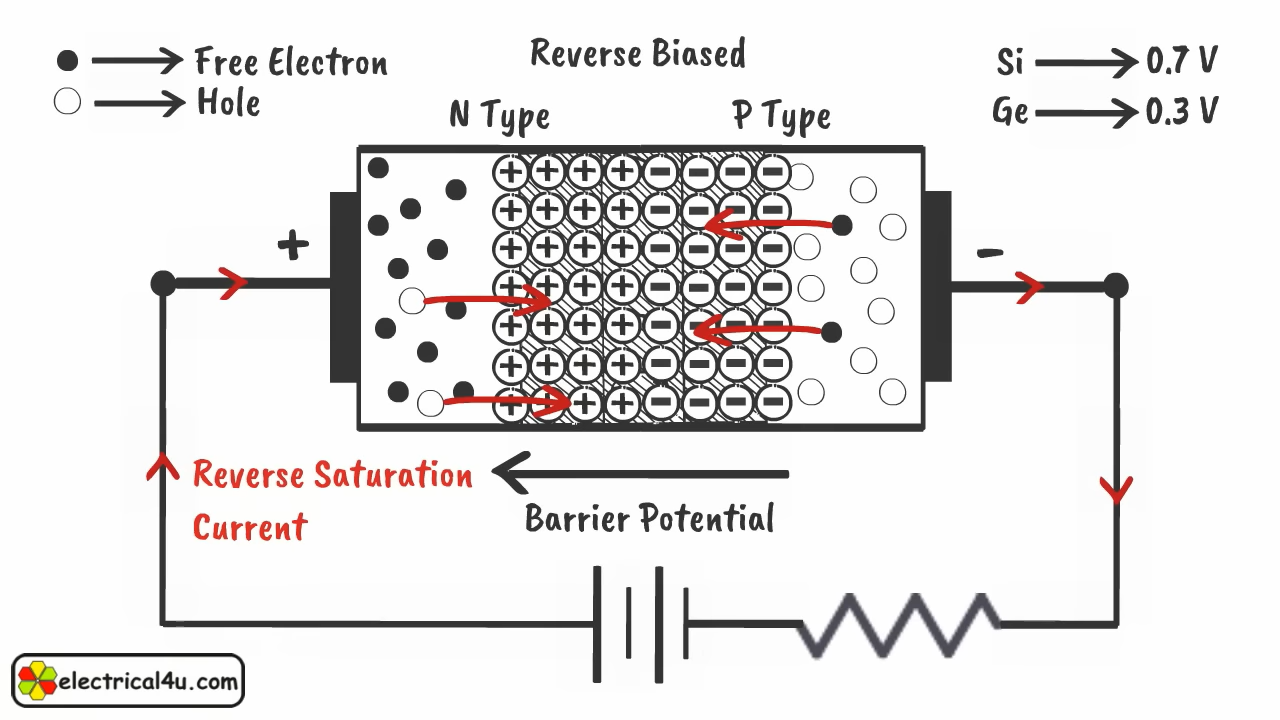 Free Electron
Hole
Reverse Biased
Si 0.7 V
Ge 0.3 V
N Type
P Type
+
-
Reverse Saturation
Current
Barrier Potential
electrical4u.com